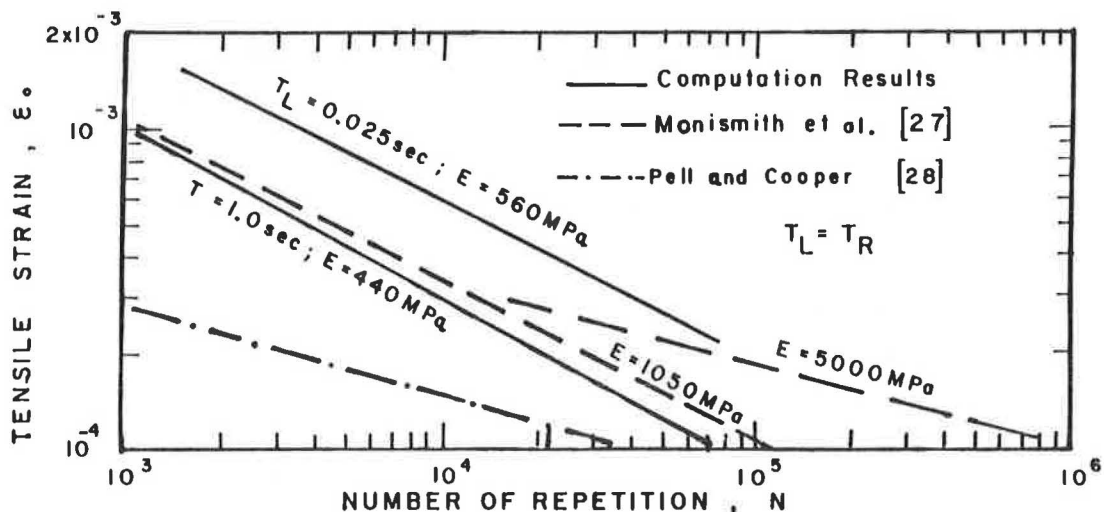 2x10⁻³
10⁻³
10⁻⁴
TENSILE STRAIN, ε₀
Computation Results
Monismith et al. [27]
Pell and Cooper [28]
T_L = T_R
T_L = 0.025sec ; E = 560MPa
T = 1.0sec ; E = 440MPa
E = 1050MPa
E = 5000MPa
10³
10⁴
10⁵
10⁶
NUMBER OF REPETITION, N